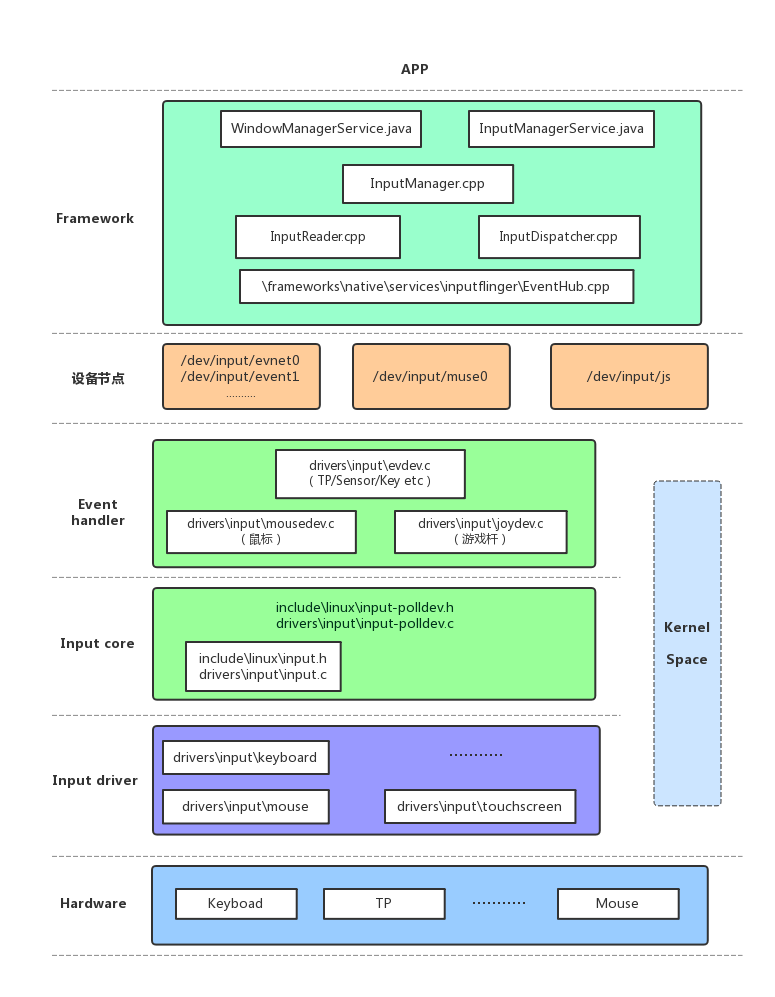 APP
WindowManagerService.java
InputManagerService.java
InputManager.cpp
Framework
InputReader.cpp
InputDispatcher.cpp
\frameworks\native\services\inputflinger\EventHub.cpp
设备节点
/dev/input/evnet0
/dev/input/event1
..........
/dev/input/muse0
/dev/input/js
Event
handler
drivers\input\evdev.c
( TP/Sensor/Key etc )
drivers\input\mousedev.c
( 鼠标 )
drivers\input\joydev.c
( 游戏杆 )
Kernel
Space
Input core
include\linux\input-polldev.h
drivers\input\input-polldev.c
include\linux\input.h
drivers\input\input.c
Input driver
drivers\input\keyboard
...........
drivers\input\mouse
drivers\input\touchscreen
Hardware
Keyboad
TP
...........
Mouse